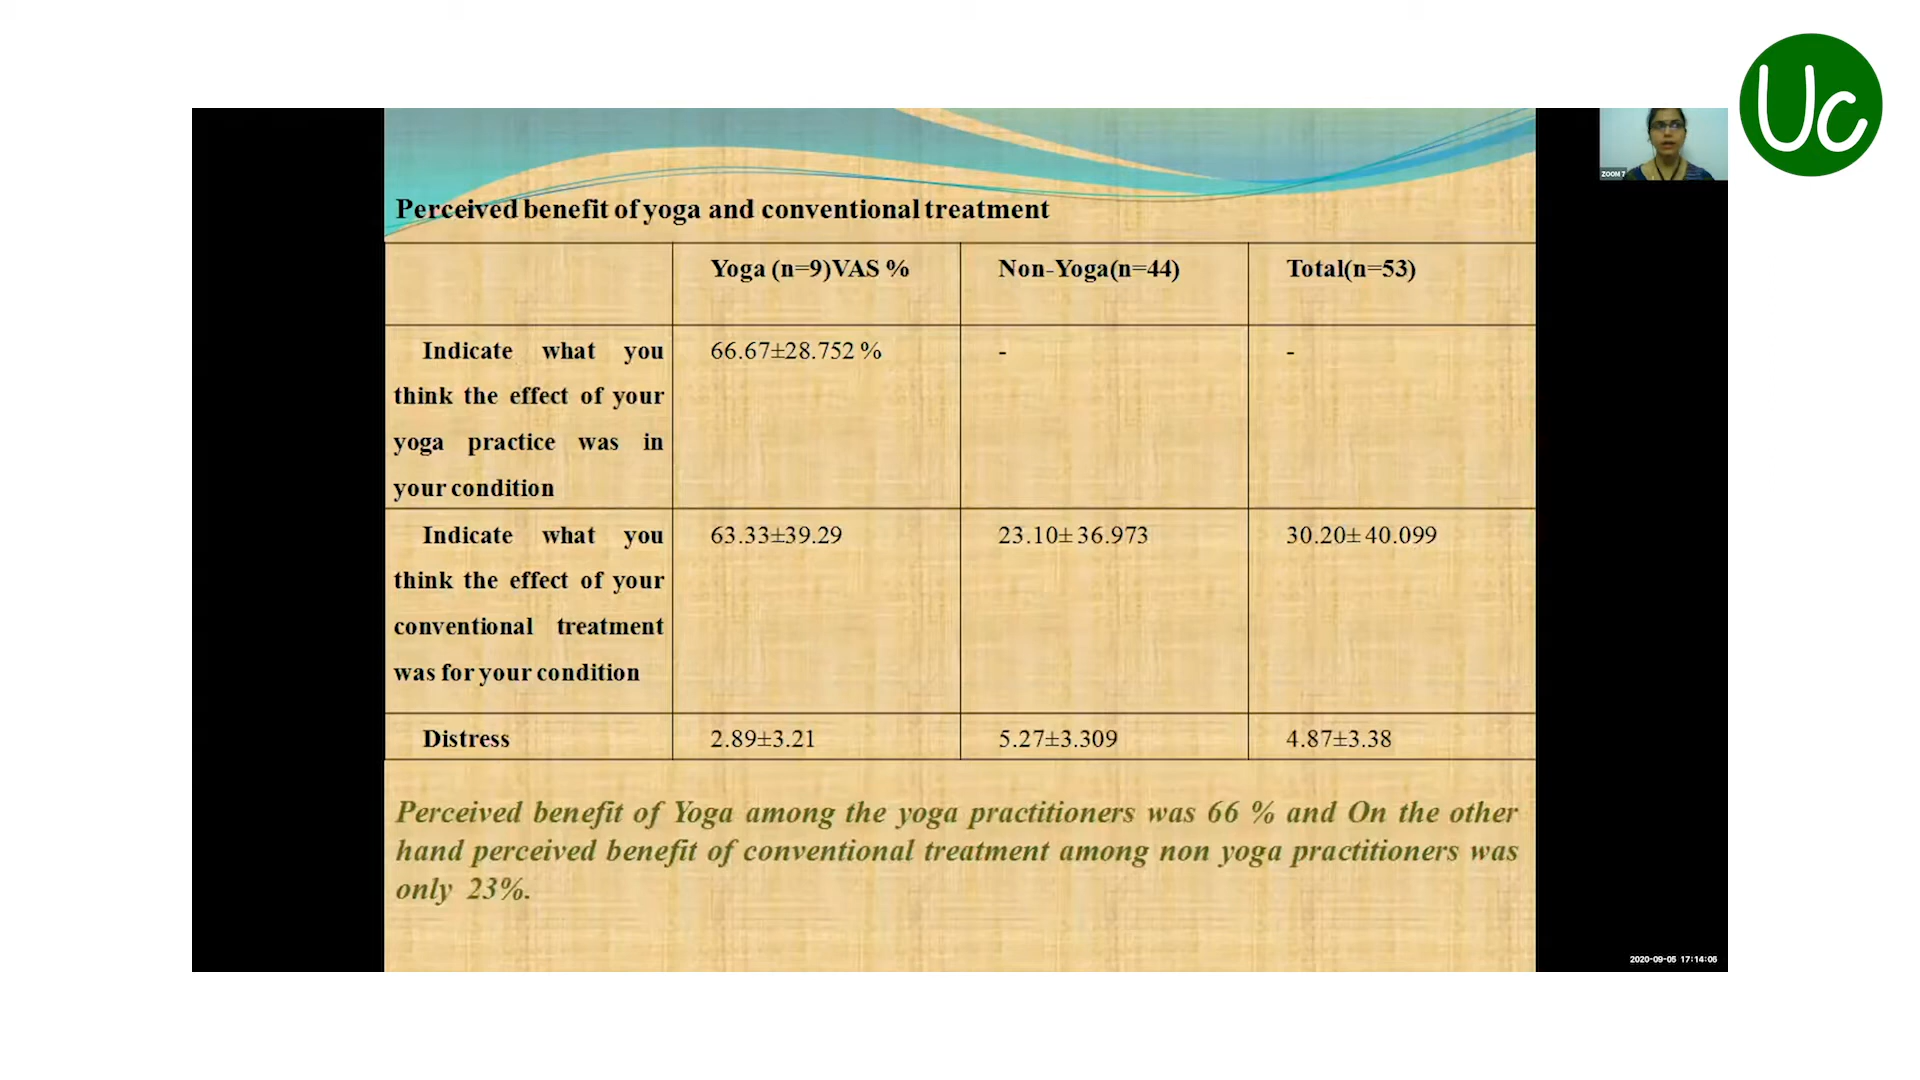 Uc
ZOOM 7
Perceived benefit of yoga and conventional treatment
Yoga (n=9)VAS %
Non-Yoga(n=44)
Total(n=53)
Indicate what you
think the effect of your
yoga practice was in
your condition
66.67±28.752 %
-
-
Indicate what you
think the effect of your
conventional treatment
was for your condition
63.33±39.29
23.10±36.973
30.20±40.099
Distress
2.89±3.21
5.27±3.309
4.87±3.38
Perceived benefit of Yoga among the yoga practitioners was 66 % and On the other
hand perceived benefit of conventional treatment among non yoga practitioners was
only 23%.
2020-09-05 17:14:06